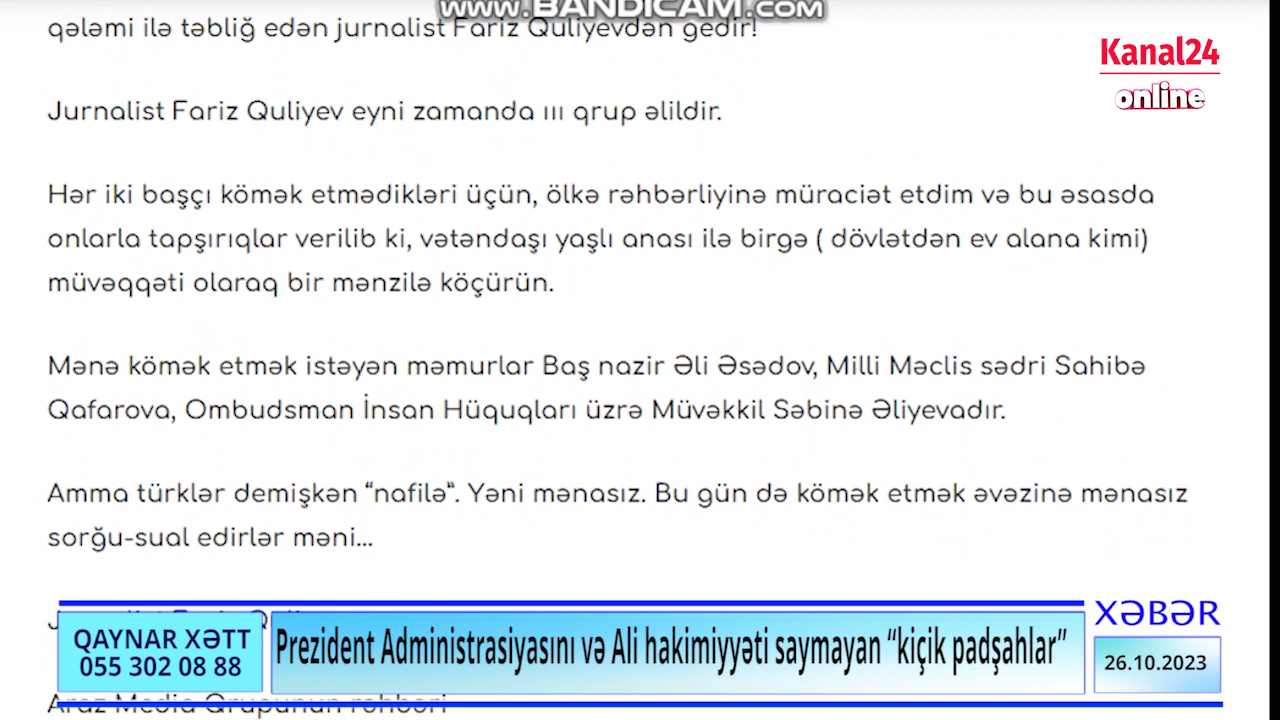 www.BANDICAM.com
qələmi ilə təbliğ edən jurnalist Fariz Quliyevdən gedir!
Kanal24
online
Jurnalist Fariz Quliyev eyni zamanda ııı qrup əlildir.
Hər iki başçı kömək etmədikləri üçün, ölkə rəhbərliyinə müraciət etdim və bu əsasda
onlarla tapşırıqlar verilib ki, vətəndaşı yaşlı anası ilə birgə ( dövlətdən ev alana kimi)
müvəqqəti olaraq bir mənzilə köçürün.
Mənə kömək etmək istəyən məmurlar Baş nazir Əli Əsədov, Milli Məclis sədri Sahibə
Qafarova, Ombudsman İnsan Hüquqları üzrə Müvəkkil Səbinə Əliyevadır.
Amma türklər demişkən “nafilə”. Yəni mənasız. Bu gün də kömək etmək əvəzinə mənasız
sorğu-sual edirlər məni...
XƏBƏR
QAYNAR XƏTT
055 302 08 88
Prezident Administrasiyasını və Ali hakimiyyəti saymayan “kiçik padşahlar”
26.10.2023
Araz Media Qrupunun rəhbəri